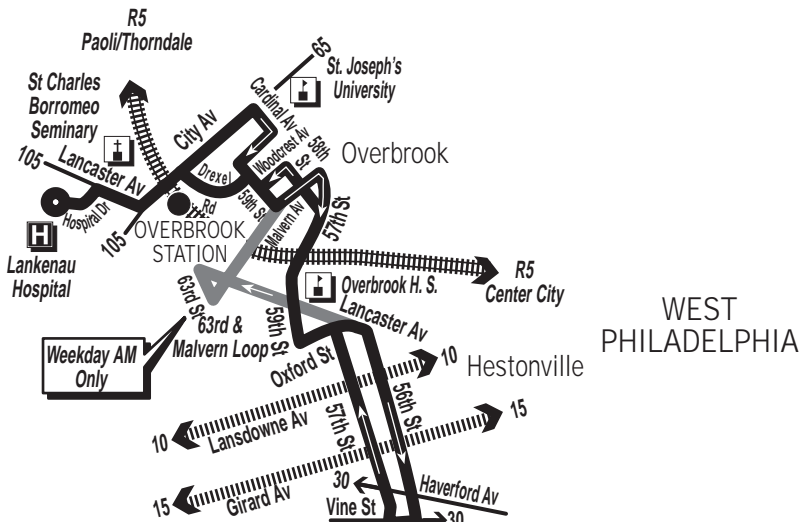 R5
Paoli/Thorndale
65
St. Joseph's
University
St Charles
Borromeo
Seminary
Cardinal Av
City Av
105
Lancaster Av
Woodcrest Av
58th
St
Overbrook
Drexel
Rd
59th St
Malvern Av
57th St
Hospital Dr
105
OVERBROOK
STATION
H
Lankenau
Hospital
R5
Center City
Overbrook H. S.
63rd St
63rd &
Malvern Loop
59th St
Lancaster Av
WEST
PHILADELPHIA
Weekday AM
Only
Oxford St
10
Hestonville
56th St
57th St
10
Lansdowne Av
15
15
Girard Av
30
Haverford Av
Vine St
30